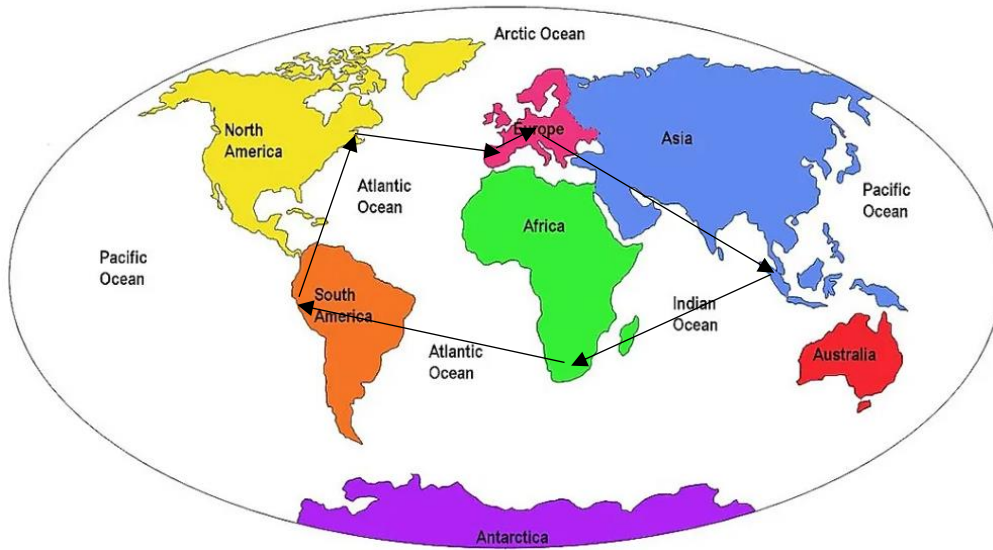 Arctic Ocean
North
America
Europe
Asia
Atlantic
Ocean
Pacific
Ocean
Africa
Pacific
Ocean
South
America
Indian
Ocean
Atlantic
Ocean
Australia
Antarctica